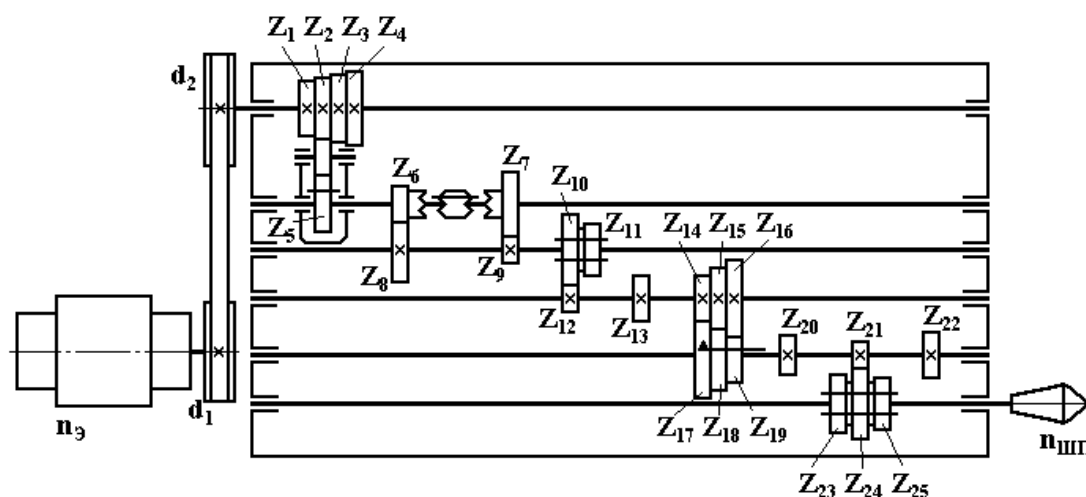 Z1 Z2 Z3 Z4
d2
Z6 Z7
Z10
Z5
Z11 Z14 Z15 Z16
Z8 Z9
Z12 Z13 Z20 Z21 Z22
d1
nЭ
Z17 Z18 Z19
nШП
Z23 Z24 Z25